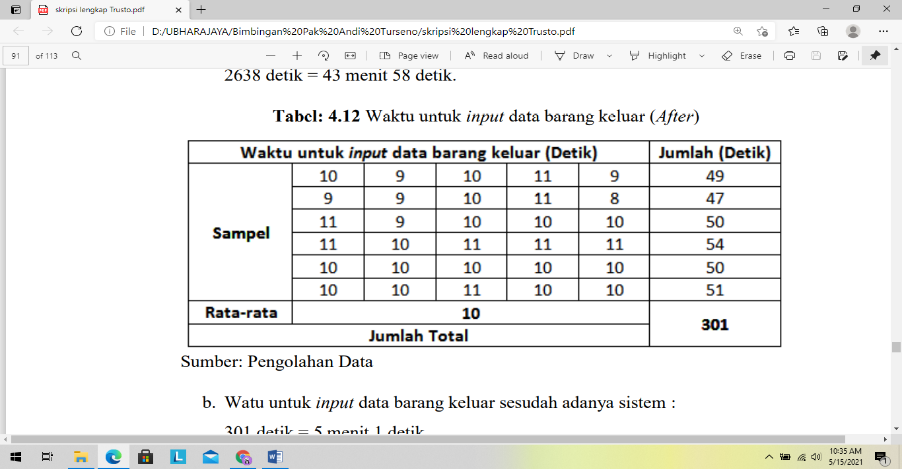 skripsi lengkap Trusto.pdf
File | D:/UBHARAJAYA/Bimbingan%20Pak%20Andi%20Turseno/skripsi%20lengkap%20Trusto.pdf
91 of 113 Page view Read aloud Draw Highlight Erase
2638 detik = 43 menit 58 detik.
Tabel: 4.12 Waktu untuk input data barang keluar (After)
Waktu untuk input data barang keluar (Detik) Jumlah (Detik)
10 9 10 11 9 49
9 9 10 11 8 47
11 9 10 10 10 50
Sampel
11 10 11 11 11 54
10 10 10 10 10 50
10 10 11 10 10 51
Rata-rata 10
301
Jumlah Total
Sumber: Pengolahan Data
b. Watu untuk input data barang keluar sesudah adanya sistem :
301 detik = 5 menit 1 detik
10:35 AM
5/15/2021